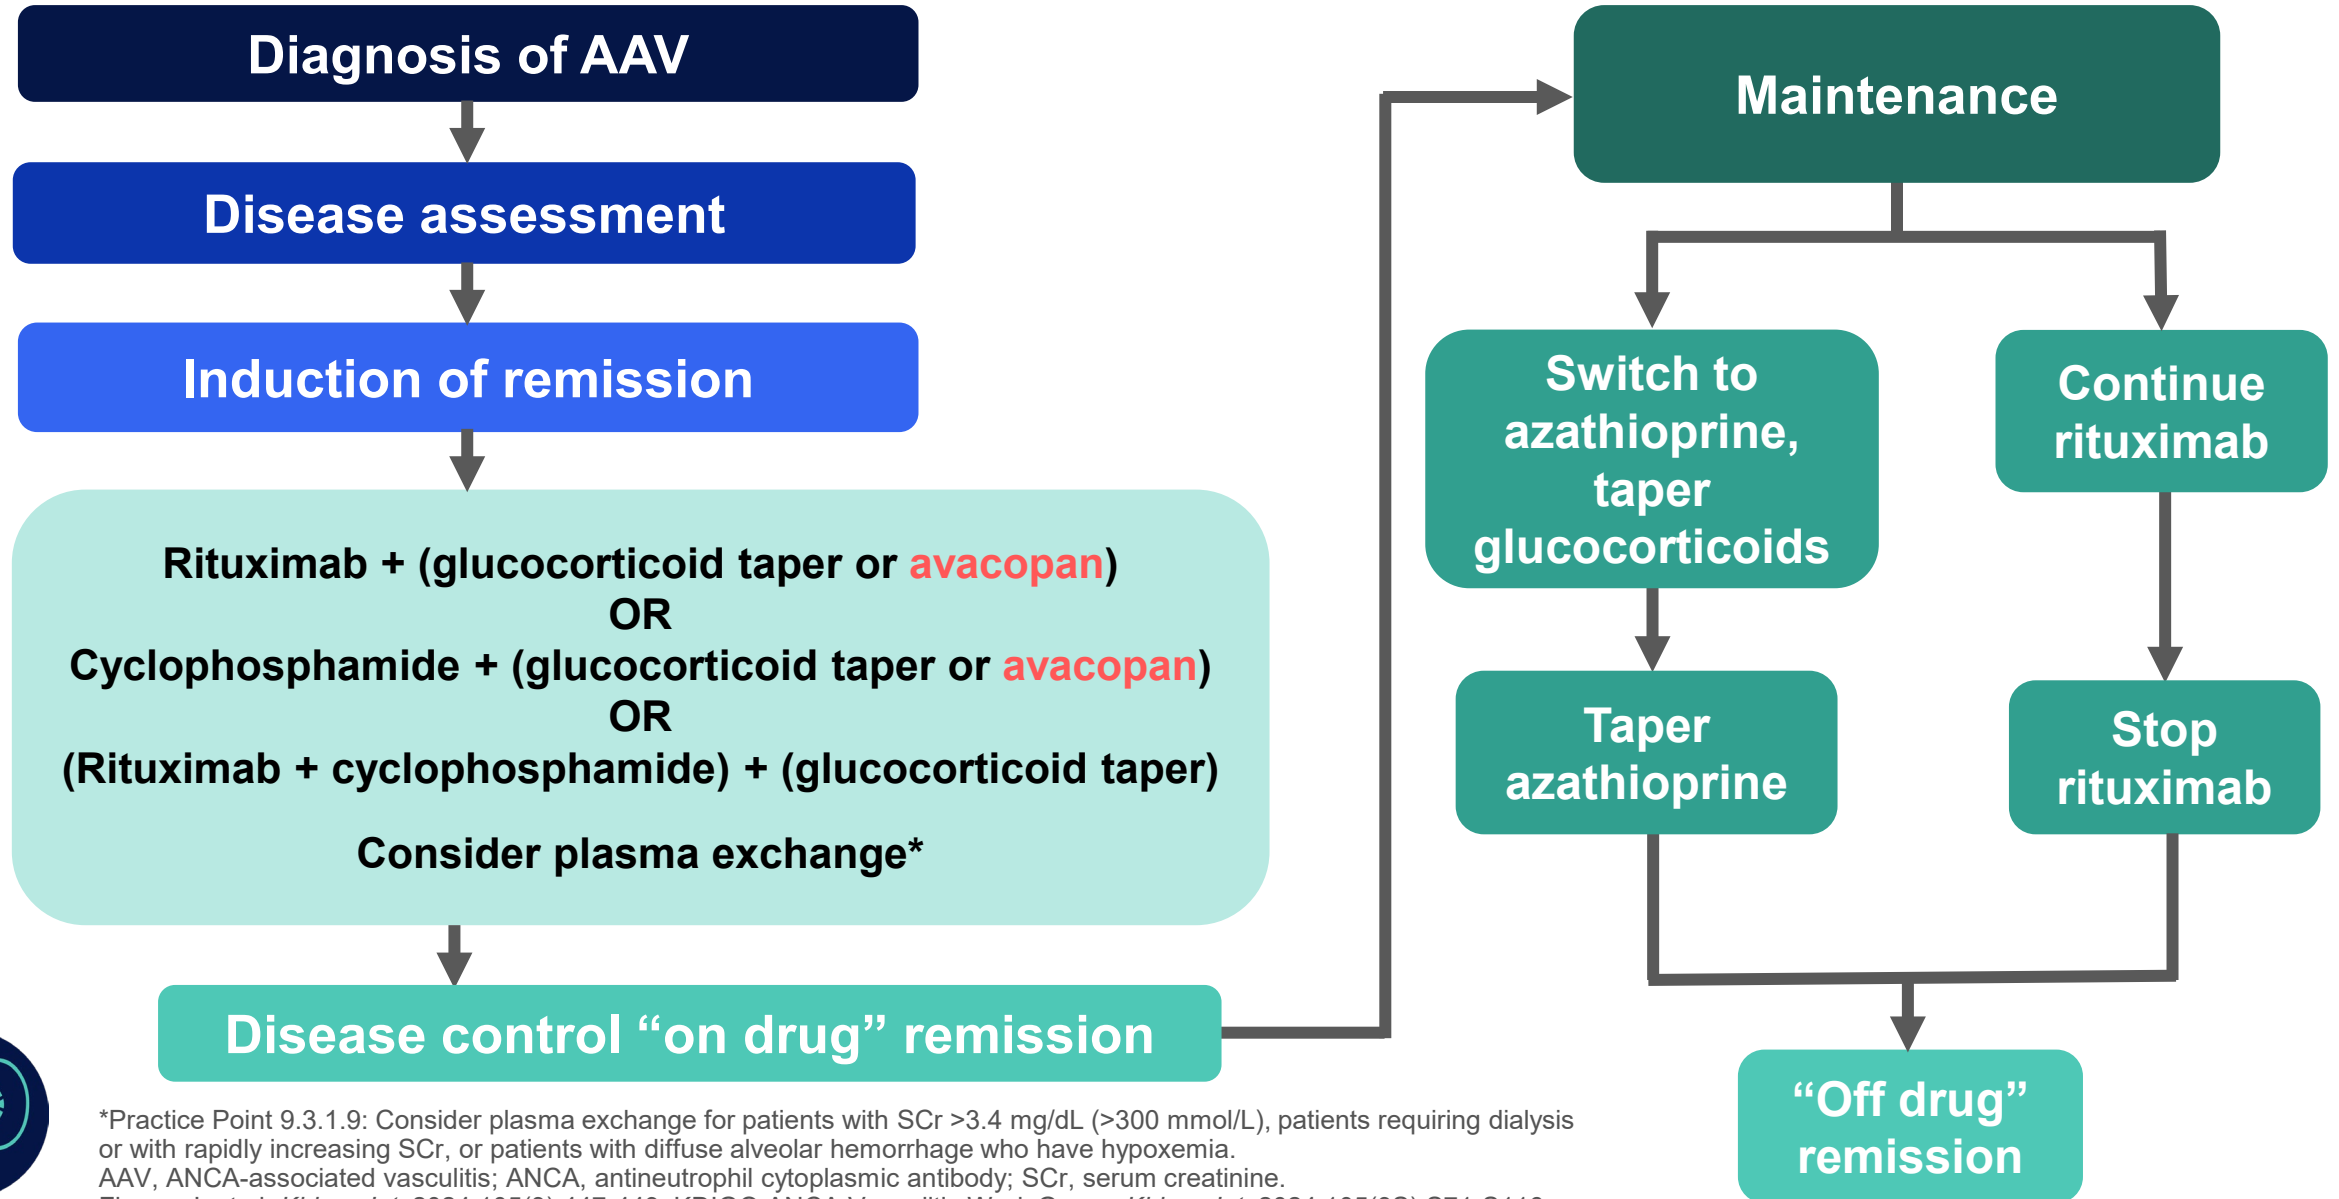 Diagnosis of AAV
Disease assessment
Induction of remission
Rituximab + (glucocorticoid taper or avacopan)
OR
Cyclophosphamide + (glucocorticoid taper or avacopan)
OR
(Rituximab + cyclophosphamide) + (glucocorticoid taper)
Consider plasma exchange*
Disease control “on drug” remission
Maintenance
Switch to
azathioprine,
taper
glucocorticoids
Continue
rituximab
Taper
azathioprine
Stop
rituximab
“Off drug”
remission
*Practice Point 9.3.1.9: Consider plasma exchange for patients with SCr >3.4 mg/dL (>300 mmol/L), patients requiring dialysis
or with rapidly increasing SCr, or patients with diffuse alveolar hemorrhage who have hypoxemia.
AAV, ANCA-associated vasculitis; ANCA, antineutrophil cytoplasmic antibody; SCr, serum creatinine.